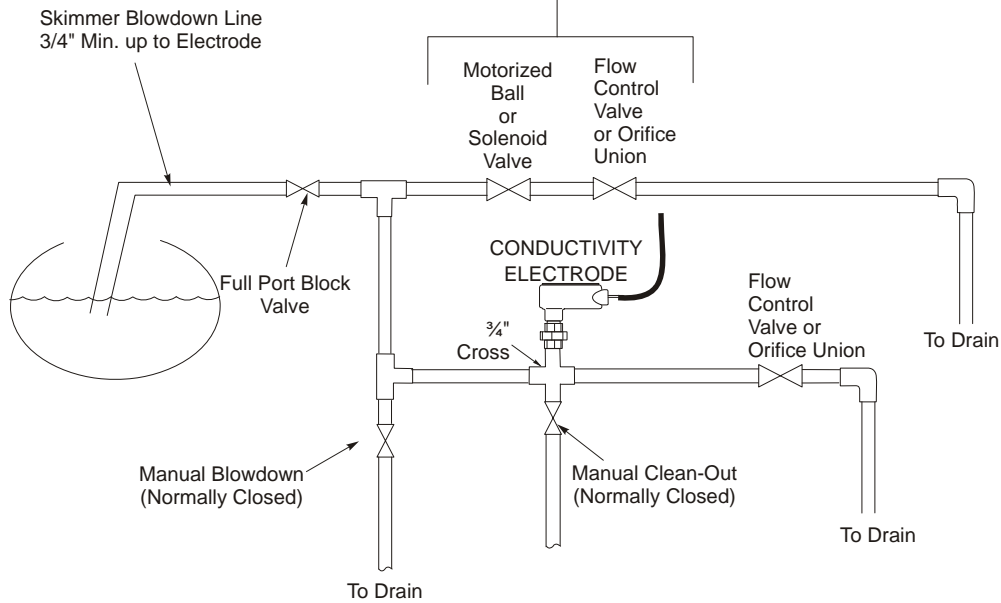 Skimmer Blowdown Line
3/4" Min. up to Electrode
Motorized
Ball
or
Solenoid
Valve
Flow
Control
Valve
or Orifice
Union
CONDUCTIVITY
ELECTRODE
Full Port Block
Valve
Flow
Control
Valve or
Orifice Union
To Drain
¾"
Cross
Manual Blowdown
(Normally Closed)
Manual Clean-Out
(Normally Closed)
To Drain
To Drain